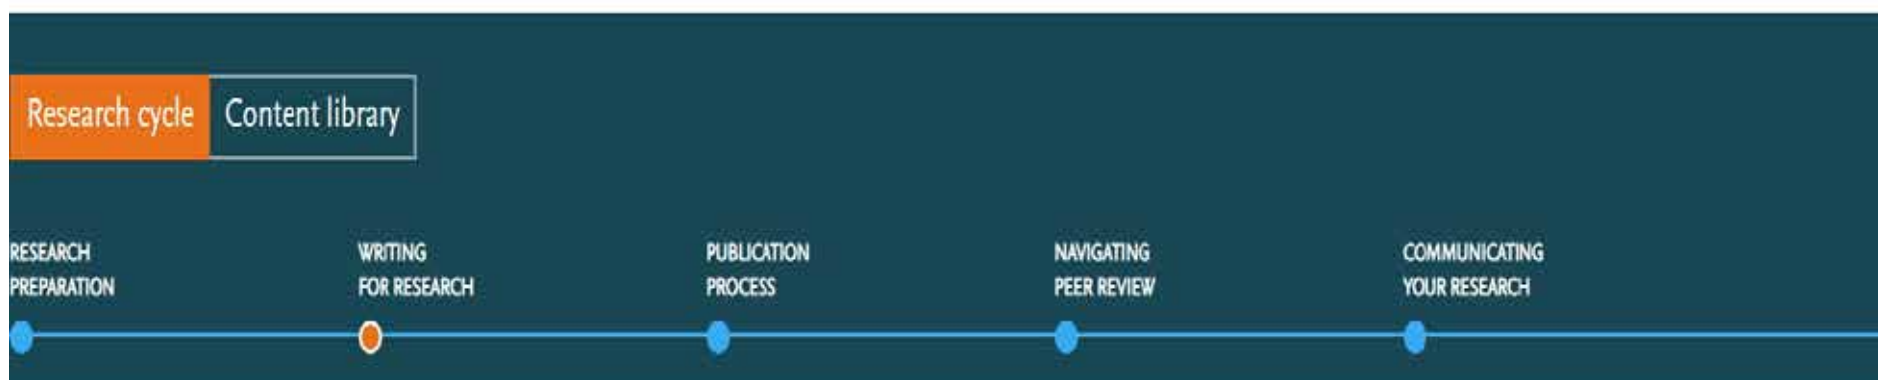 Research cycle
Content library
RESEARCH
PREPARATION
WRITING
FOR RESEARCH
PUBLICATION
PROCESS
NAVIGATING
PEER REVIEW
COMMUNICATING
YOUR RESEARCH